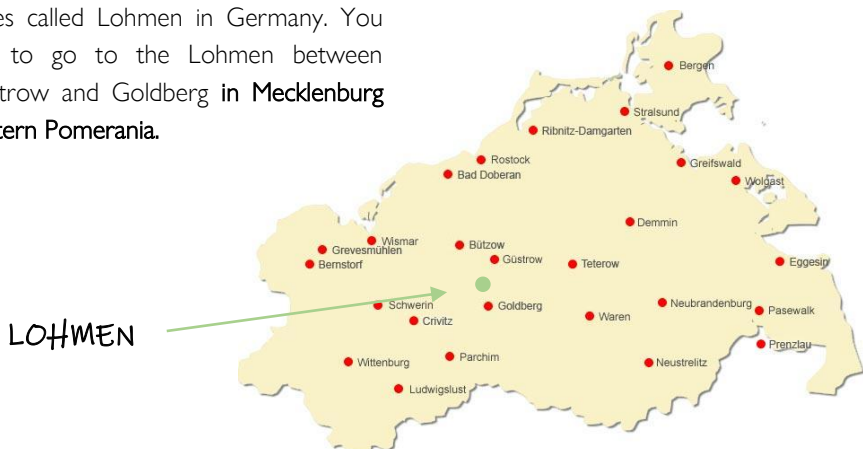 es called Lohmen in Germany. You
to go to the Lohmen between
trow and Goldberg in Mecklenburg
tern Pomerania.
Bergen
Stralsund
Ribnitz-Damgarten
Rostock
Greifswald
Bad Doberan
Wolgast
Demmin
Wismar
Bützow
Grevesmühlen
Güstrow
Bernstorf
Teterow
Eggesin
Schwerin
Goldberg
Neubrandenburg
Pasewalk
Crivitz
Waren
LOHMEN
Prenzlau
Wittenburg
Parchim
Neustrelitz
Ludwigslust